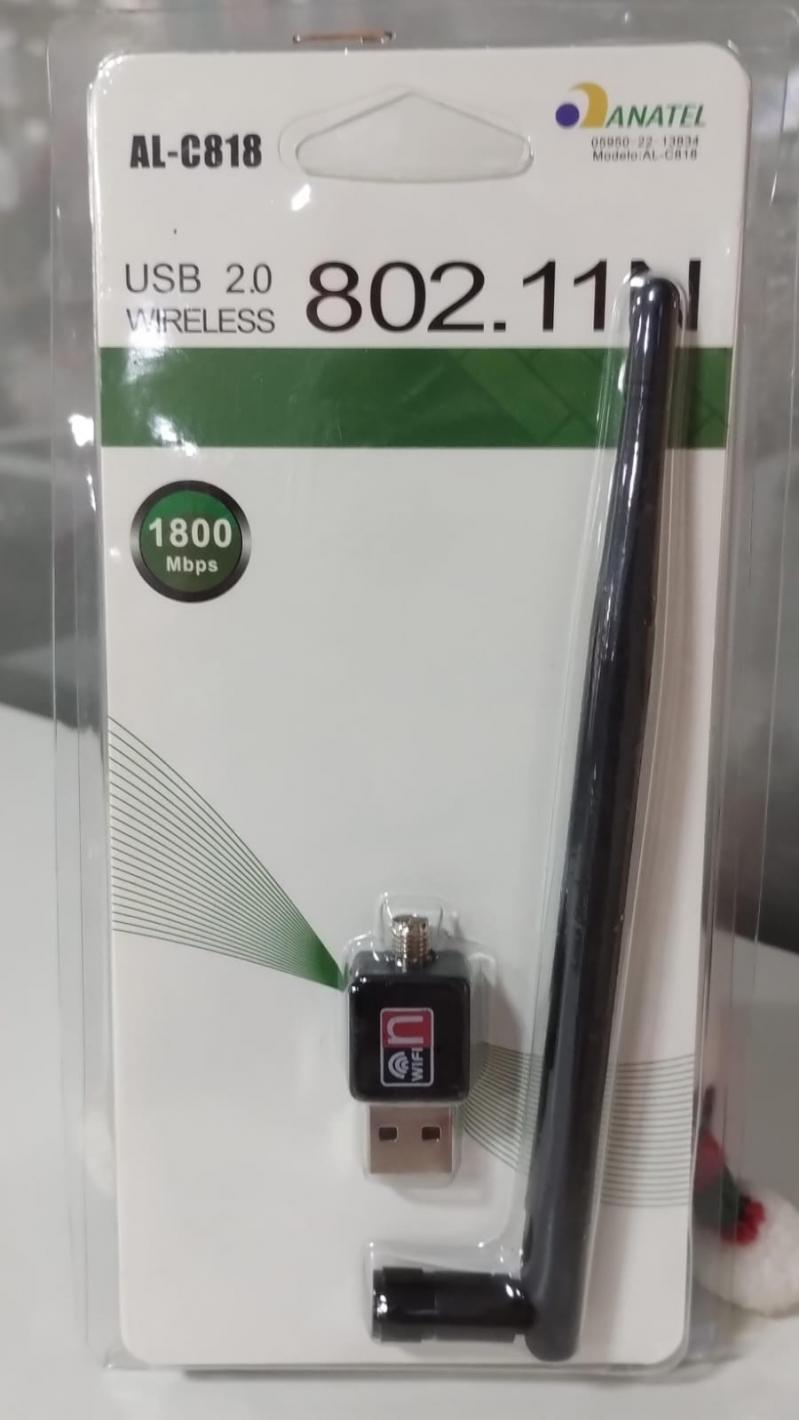 AL-C818
ANATEL
05950-22-13834
Modelo:AL-C818
USB 2.0
WIRELESS
802.11N
1800
Mbps
n
WIFI